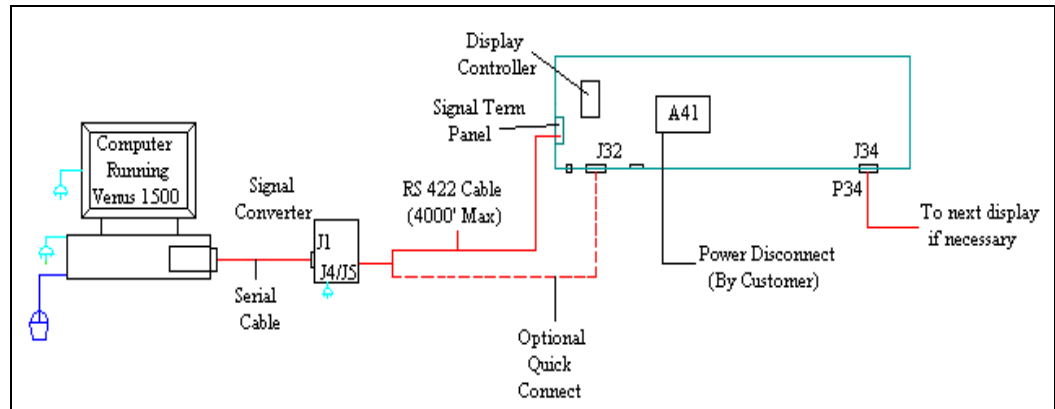 Display
Controller
Signal Term
Panel
A41
J32
J34
P34
Computer
Running
Venus 1500
Signal
Converter
RS 422 Cable
(4000' Max)
J1
J4/J5
To next display
if necessary
Power Disconnect
(By Customer)
Serial
Cable
Optional
Quick
Connect